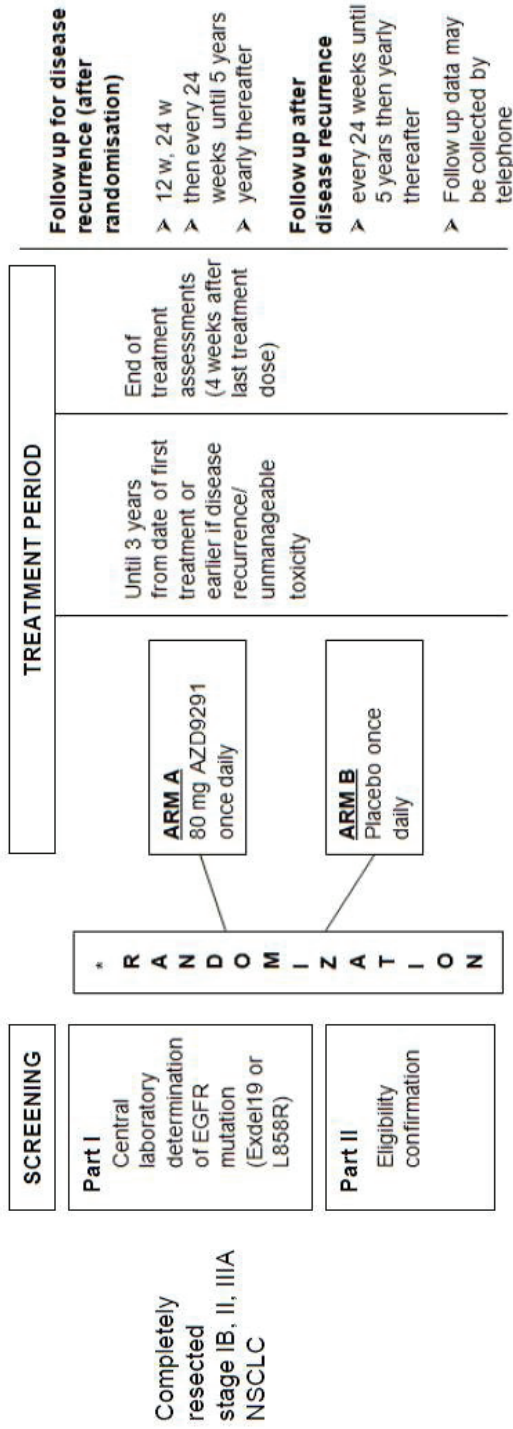 Completely
resected
stage IB, II, IIIA
NSCLC
SCREENING
Part I
Central
laboratory
determination
of EGFR
mutation
(Exdel19 or
L858R)
Part II
Eligibility
confirmation
*
R
A
N
D
O
M
I
Z
A
T
I
O
N
TREATMENT PERIOD
ARM A
80 mg AZD9291
once daily
ARM B
Placebo once
daily
Until 3 years
from date of first
treatment or
earlier if disease
recurrence/
unmanageable
toxicity
End of
treatment
assessments
(4 weeks after
last treatment
dose)
Follow up for disease
recurrence (after
randomisation)
➢ 12 w, 24 w
➢ then every 24
weeks until 5 years
➢ yearly thereafter
Follow up after
disease recurrence
➢ every 24 weeks until
5 years then yearly
thereafter
➢ Follow up data may
be collected by
telephone